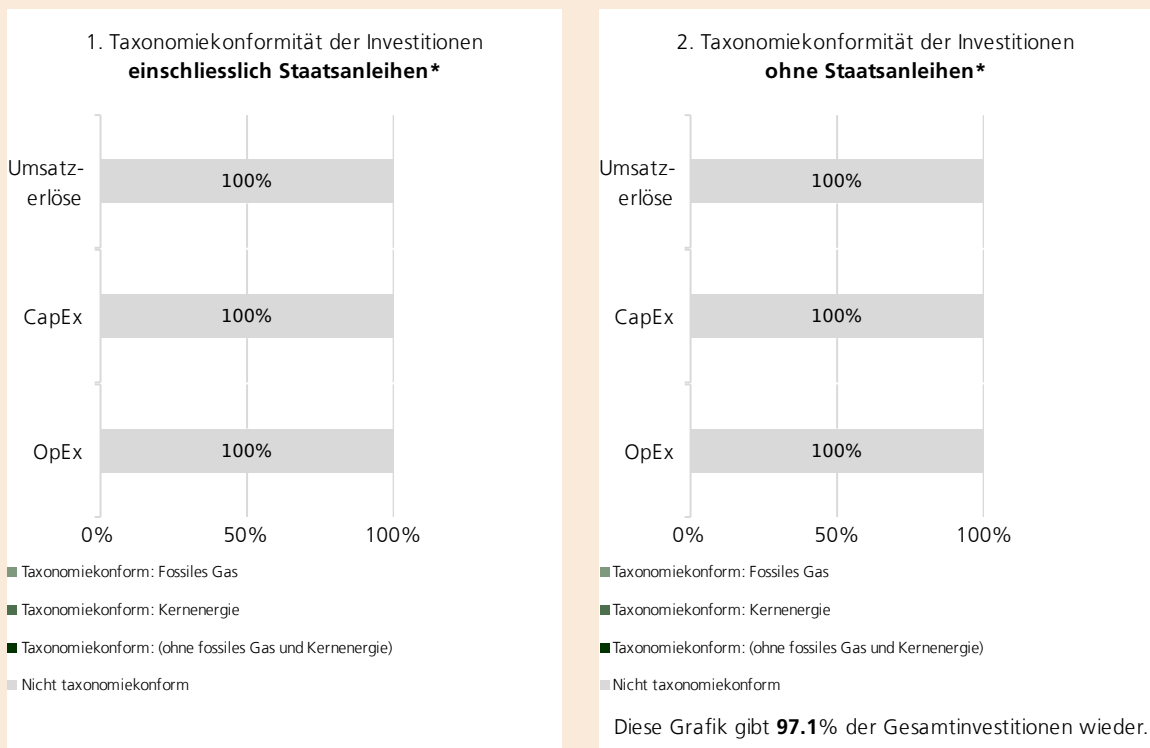 1. Taxonomiekonformität der Investitionen
einschliesslich Staatsanleihen*
Umsatz-
erlöse
100%
CapEx
100%
OpEx
100%
0% 50% 100%
Taxonomiekonform: Fossiles Gas
Taxonomiekonform: Kernenergie
Taxonomiekonform: (ohne fossiles Gas und Kernenergie)
Nicht taxonomiekonform
2. Taxonomiekonformität der Investitionen
ohne Staatsanleihen*
Umsatz-
erlöse
100%
CapEx
100%
OpEx
100%
0% 50% 100%
Taxonomiekonform: Fossiles Gas
Taxonomiekonform: Kernenergie
Taxonomiekonform: (ohne fossiles Gas und Kernenergie)
Nicht taxonomiekonform
Diese Grafik gibt 97.1% der Gesamtinvestitionen wieder.